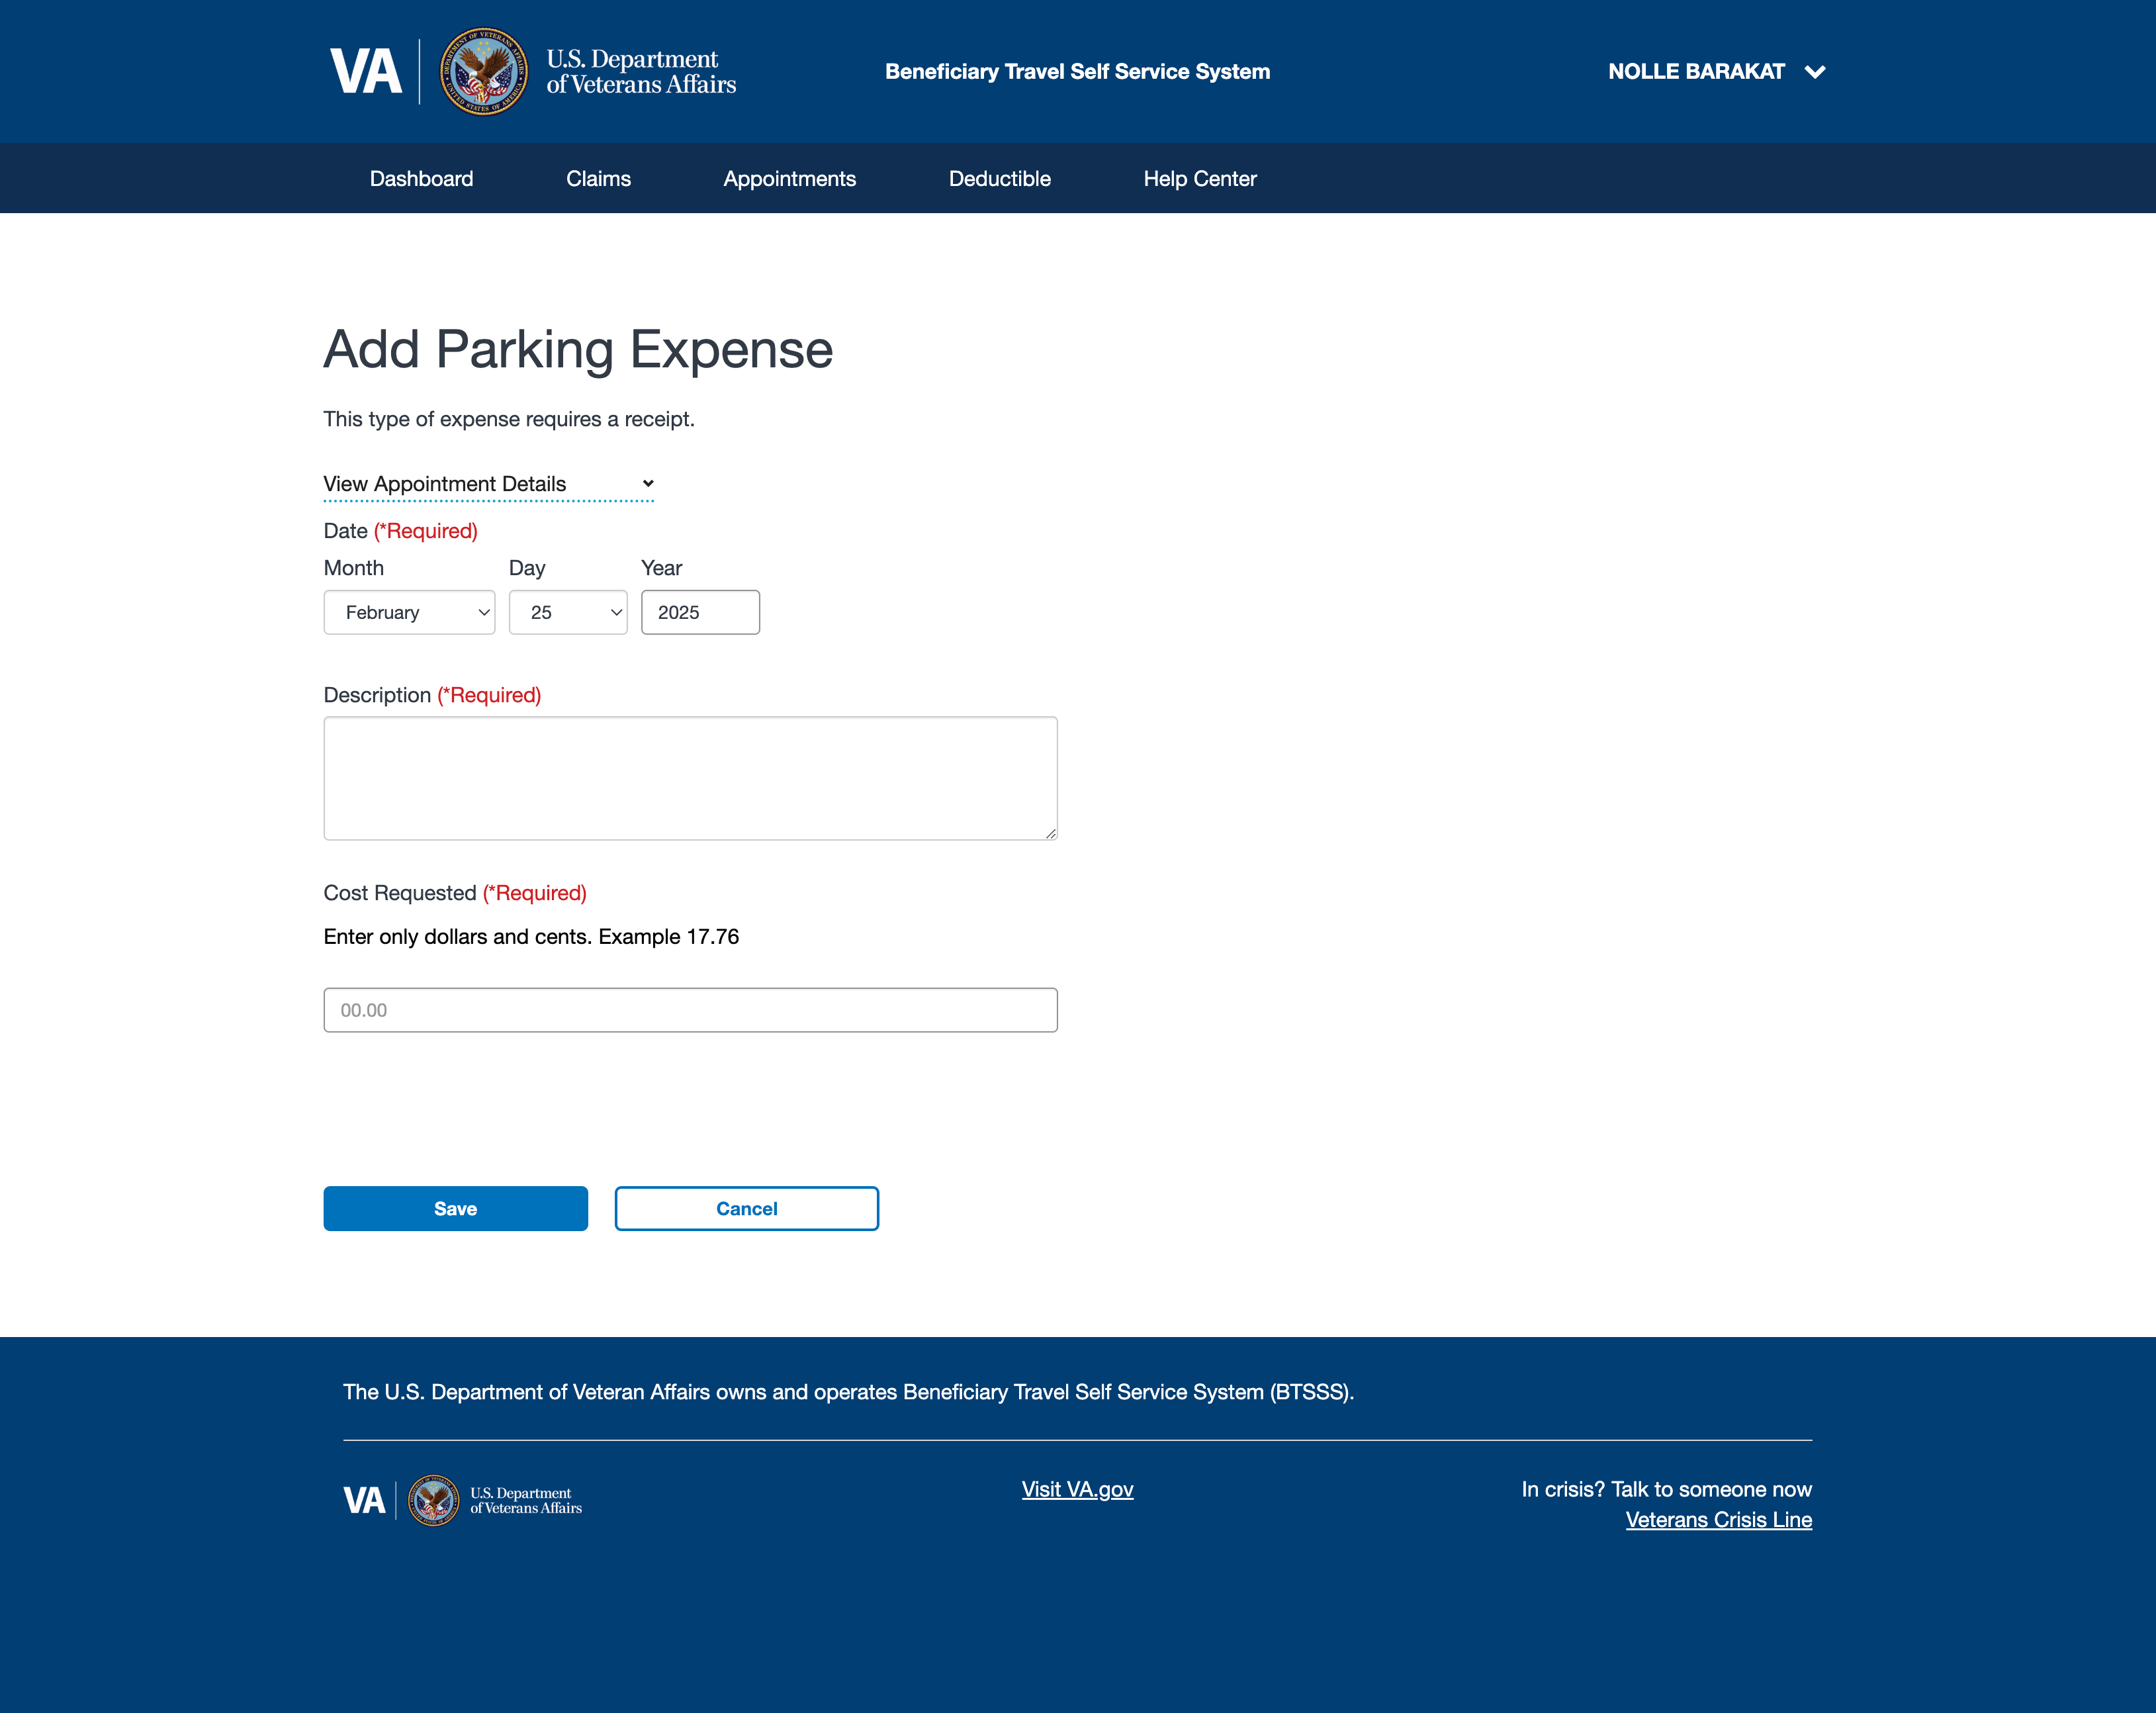 VA
U.S. Department
of Veterans Affairs
Beneficiary Travel Self Service System
NOLLE BARAKAT
Dashboard
Claims
Appointments
Deductible
Help Center
Add Parking Expense
This type of expense requires a receipt.
View Appointment Details
Date (*Required)
Month
Day
Year
February
25
2025
Description (*Required)
Cost Requested (*Required)
Enter only dollars and cents. Example 17.76
00.00
Save
Cancel
The U.S. Department of Veteran Affairs owns and operates Beneficiary Travel Self Service System (BTSSS).
VA
U.S. Department
of Veterans Affairs
Visit VA.gov
In crisis? Talk to someone now
Veterans Crisis Line